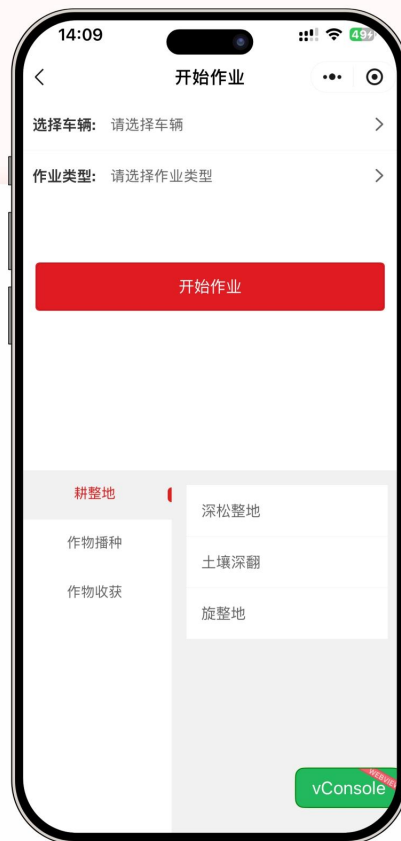 14:09
49
开始作业
选择车辆: 请选择车辆
作业类型: 请选择作业类型
开始作业
耕整地
深松整地
作物播种
土壤深翻
作物收获
旋整地
WEBVIEW
vConsole